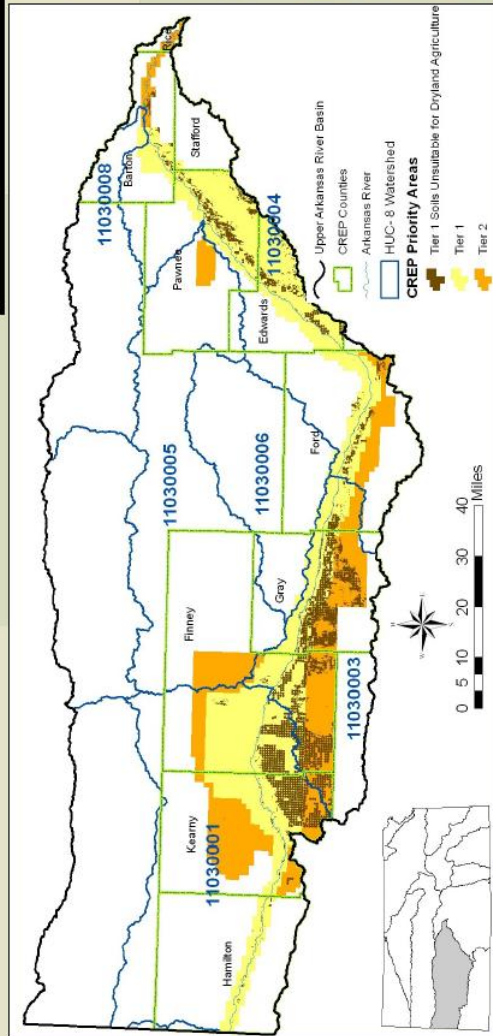 Hamilton
Kearny
Finney
Gray
Ford
Edwards
Pawnee
Barton
Stafford
Rice
11030001
11030003
11030005
11030006
11030004
11030008
Upper Arkansas River Basin
CREP Counties
Arkansas River
HUC- 8 Watershed
CREP Priority Areas
Tier 1 Soils Unsuitable for Dryland Agriculture
Tier 1
Tier 2
0 5 10 20 30 40
Miles